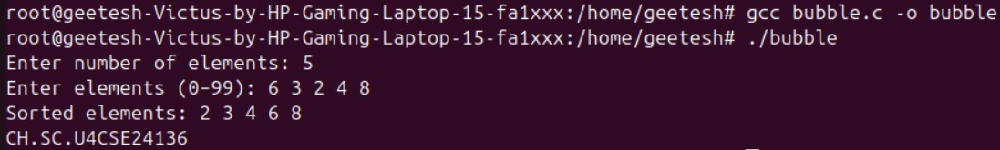 root@geetesh-Victus-by-HP-Gaming-Laptop-15-fa1xxx:/home/geetesh# gcc bubble.c -o bubble
root@geetesh-Victus-by-HP-Gaming-Laptop-15-fa1xxx:/home/geetesh# ./bubble
Enter number of elements: 5
Enter elements (0–99): 6 3 2 4 8
Sorted elements: 2 3 4 6 8
CH.SC.U4CSE24136